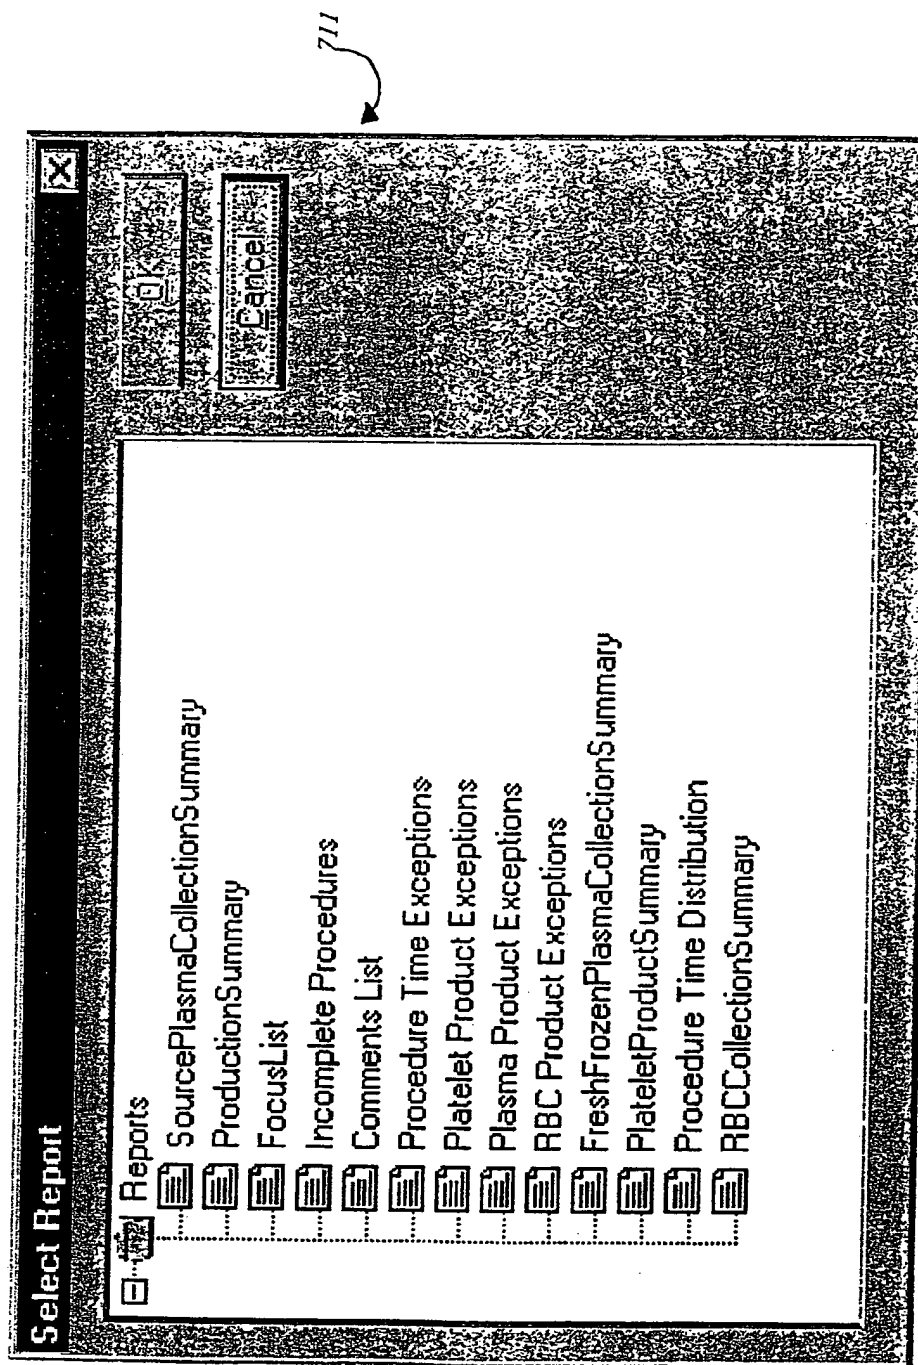 Select Report
Reports
SourcePlasmaCollectionSummary
ProductionSummary
FocusList
Incomplete Procedures
Comments List
Procedure Time Exceptions
Platelet Product Exceptions
Plasma Product Exceptions
RBC Product Exceptions
FreshFrozenPlasmaCollectionSummary
PlateletProductSummary
Procedure Time Distribution
RBCCollectionSummary
OK
Cancel
711